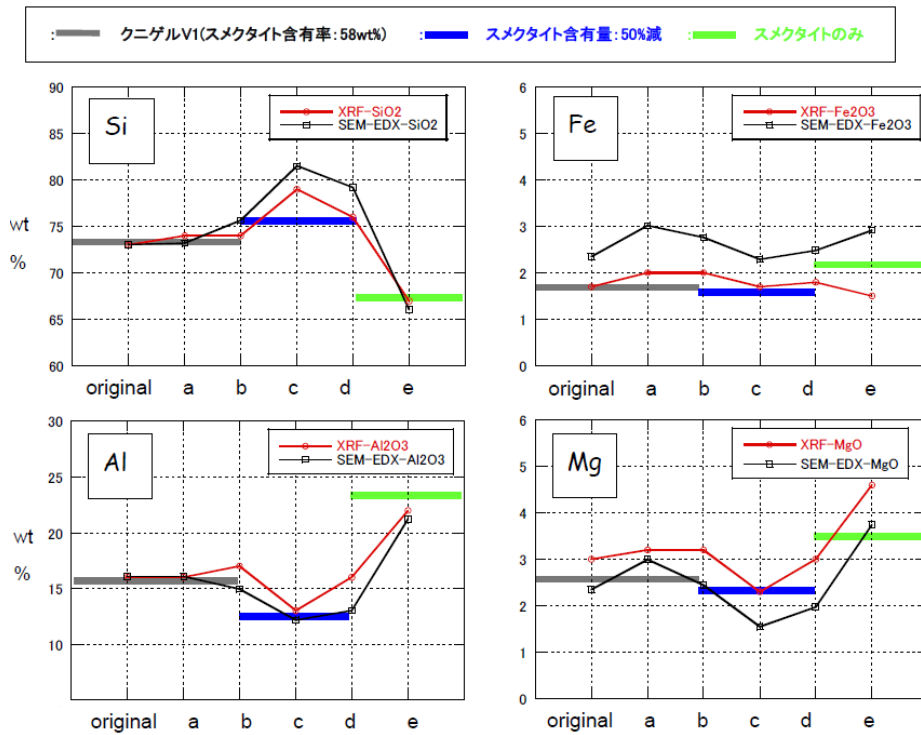 :クニゲルV1(スメクタイト含有率:58wt%) :スメクタイト含有量:50%減 :スメクタイトのみ
90
85
80
75
70
65
60
wt
%
Si
XRF-SiO2
SEM-EDX-SiO2
original a b c d e
6
5
4
3
2
1
0
Fe
XRF-Fe2O3
SEM-EDX-Fe2O3
original a b c d e
30
25
20
15
10
wt
%
Al
XRF-Al2O3
SEM-EDX-Al2O3
original a b c d e
6
5
4
3
2
1
0
Mg
XRF-MgO
SEM-EDX-MgO
original a b c d e